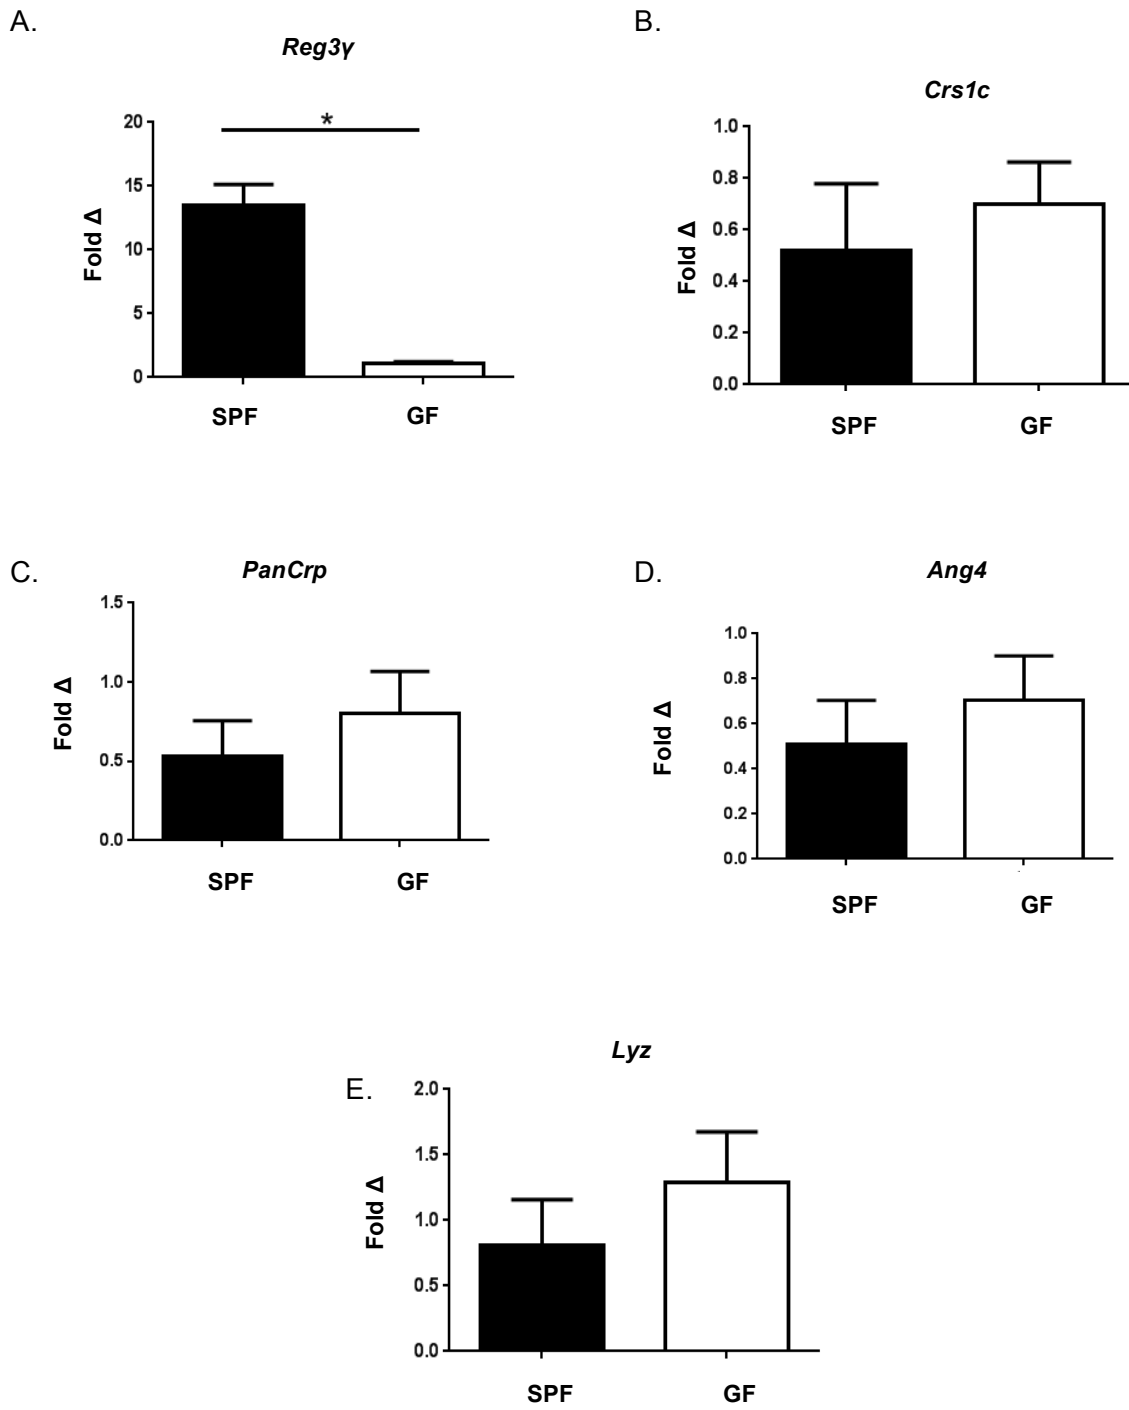 A.
Reg3γ
Fold Δ
20
15
10
5
0
*
SPF GF
B.
Crs1c
Fold Δ
1.0
0.8
0.6
0.4
0.2
0.0
SPF GF
C.
PanCrp
Fold Δ
1.5
1.0
0.5
0.0
SPF GF
D.
Ang4
Fold Δ
1.0
0.8
0.6
0.4
0.2
0.0
SPF GF
E.
Lyz
Fold Δ
2.0
1.5
1.0
0.5
0.0
SPF GF